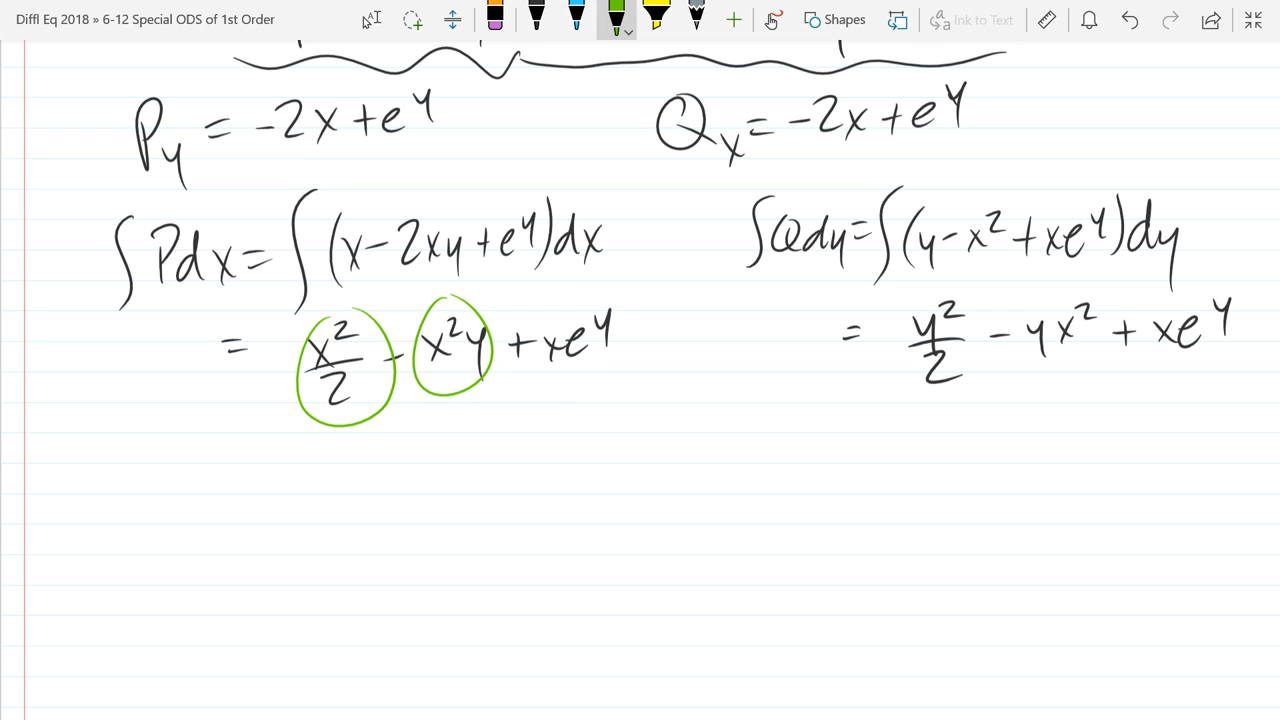 Diffl Eq 2018 » 6-12 Special ODS of 1st Order Shapes Ink to Text
P_y = -2x + e^y Q_x = -2x + e^y
∫ P dx = ∫ (x - 2xy + e^y) dx ∫ Q dy = ∫ (y - x^2 + xe^y) dy
= x^2/2 - x^2y + xe^y = y^2/2 - yx^2 + xe^y